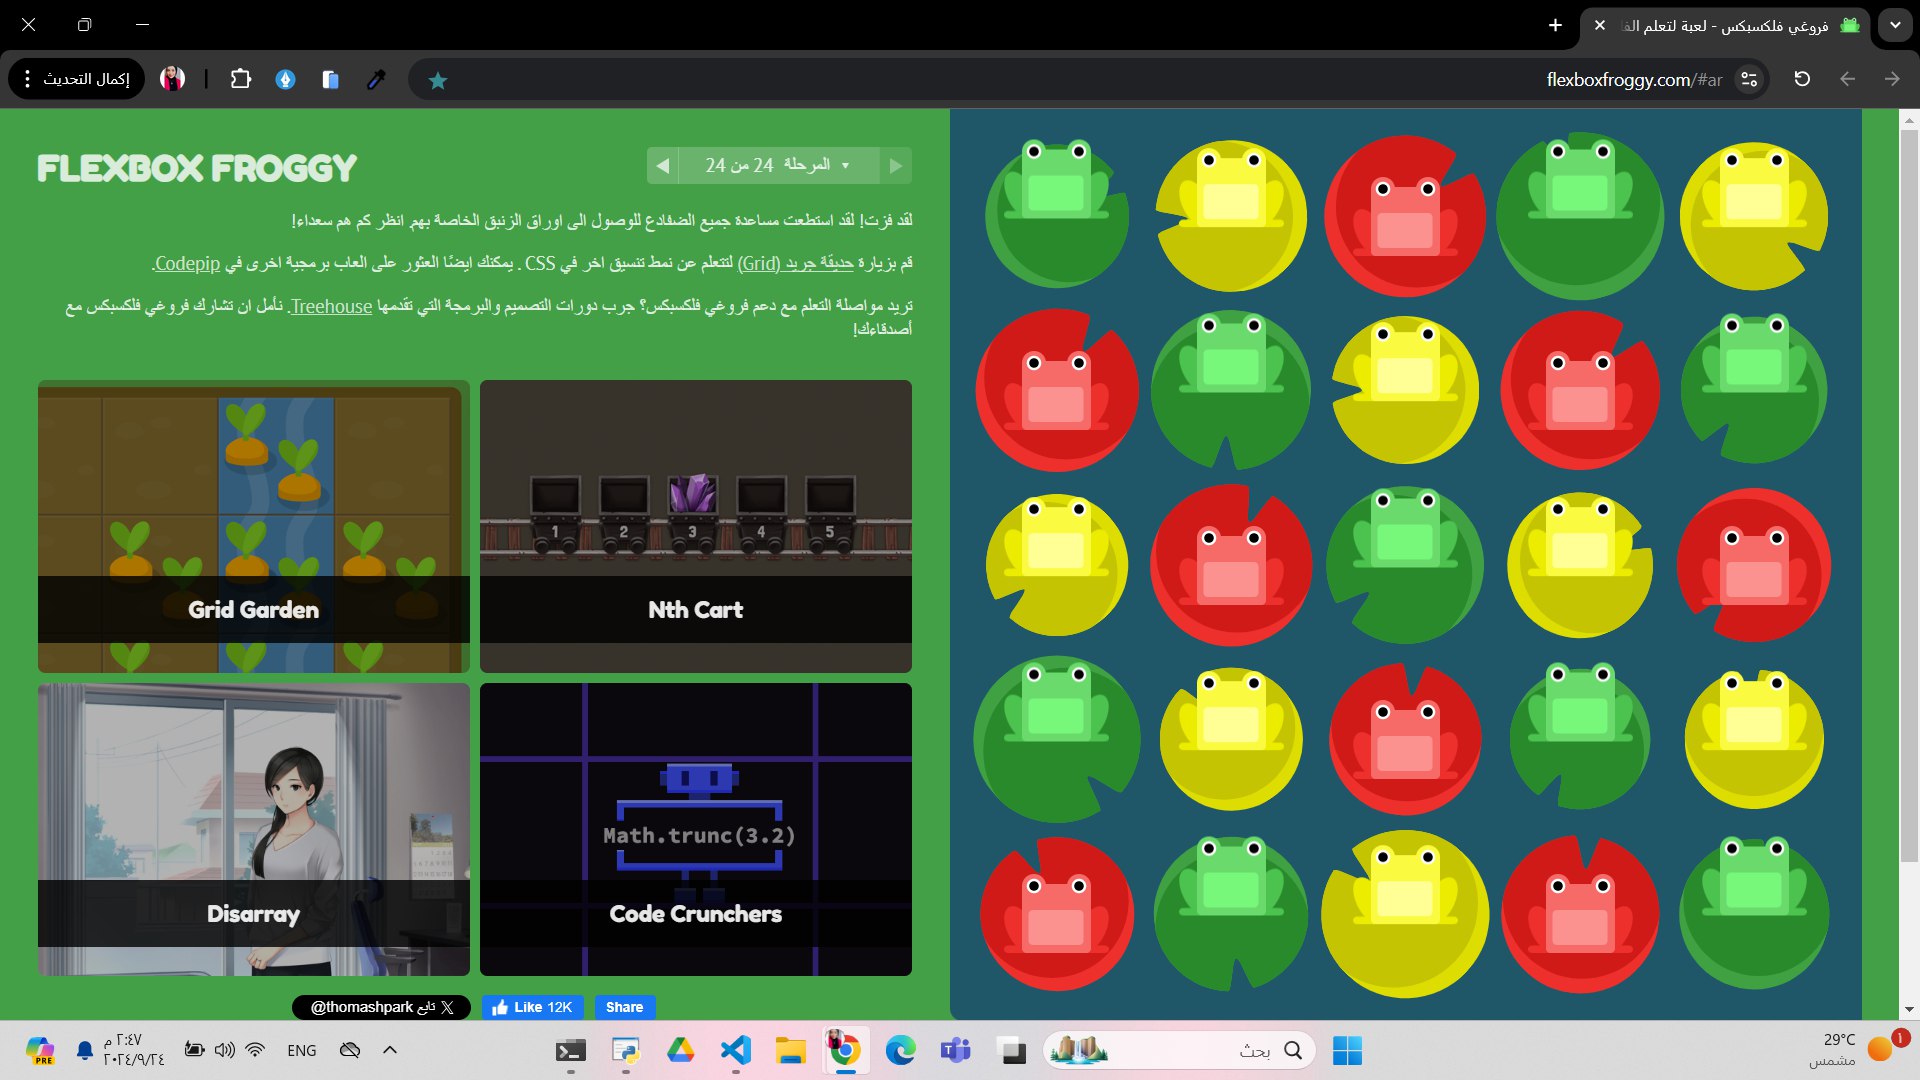 فروغي فلكسبكس - لعبة لتعلم الفا
إكمال التحديث
flexboxfroggy.com/#ar
FLEXBOX FROGGY
المرحلة 24 من 24
لقد فزت! لقد استطعت مساعدة جميع الضفادع للوصول الى اوراق الزنبق الخاصة بهم. انظر كم هم سعداء!
قم بزيارة حديقة جريد (Grid) لتتعلم عن نمط تنسيق اخر في CSS . يمكنك ايضًا العثور على العاب برمجية اخرى في Codepip.
تريد مواصلة التعلم مع دعم فروغي فلكسبكس؟ جرب دورات التصميم والبرمجة التي تقدمها Treehouse. نأمل ان تشارك فروغي فلكسبكس مع
أصدقاءك!
Grid Garden
1 2 3 4 5
Nth Cart
Disarray
Math.trunc(3.2)
Code Crunchers
تابع @thomashpark
Like 12K
Share
PRE
٢:٤٧ م
٢٠٢٤/٩/٢٤
ENG
بحث
29°C
مشمس
١